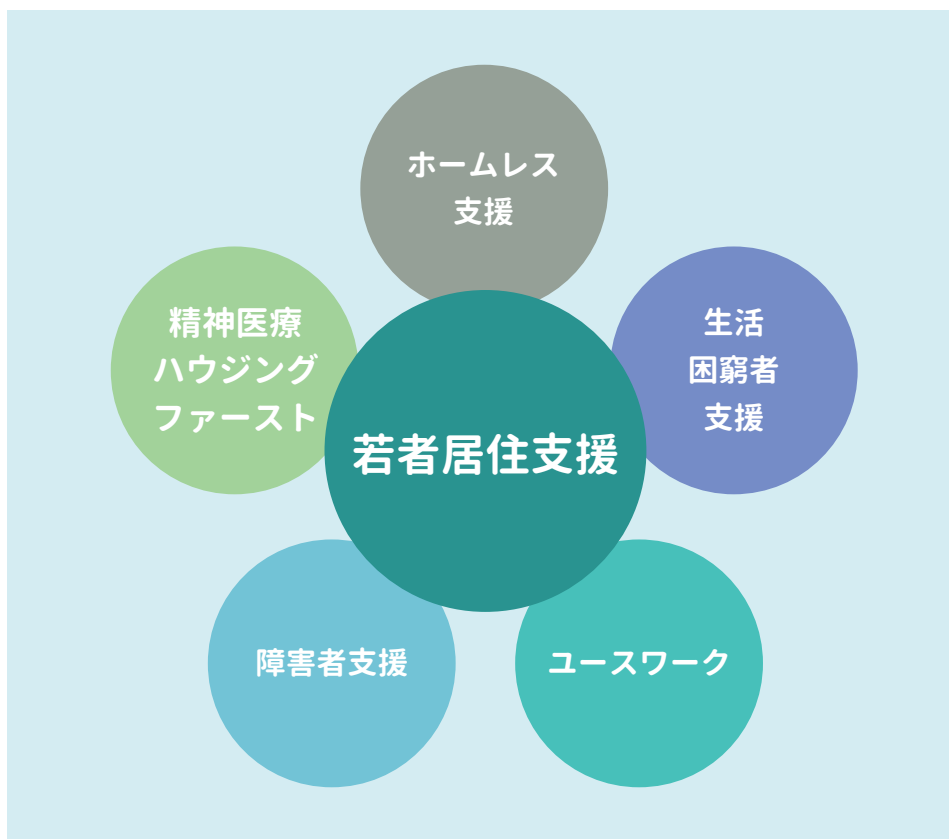 ホームレス
支援
精神医療
ハウジング
ファースト
生活
困窮者
支援
若者居住支援
障害者支援
ユースワーク